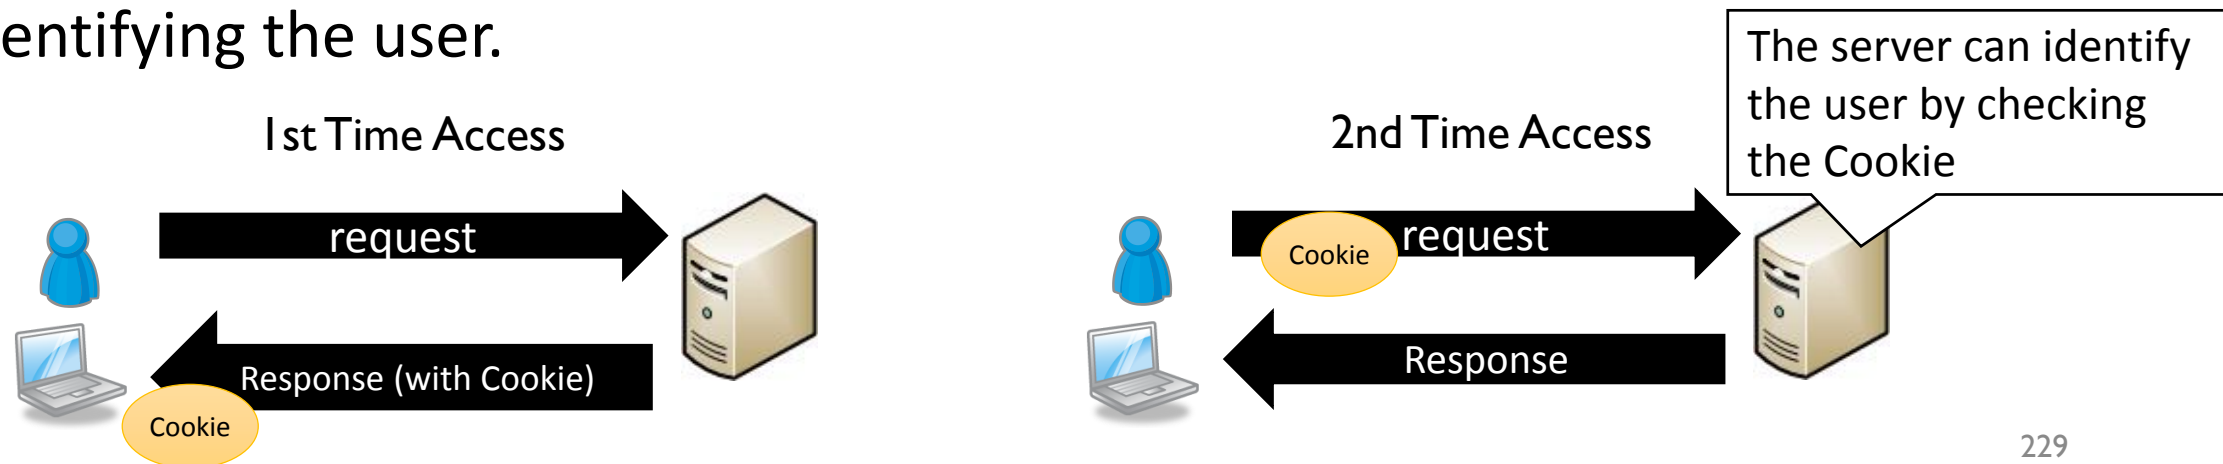 entifying the user.
1st Time Access
request
Response (with Cookie)
Cookie
2nd Time Access
The server can identify
the user by checking
the Cookie
Cookie
request
Response
229